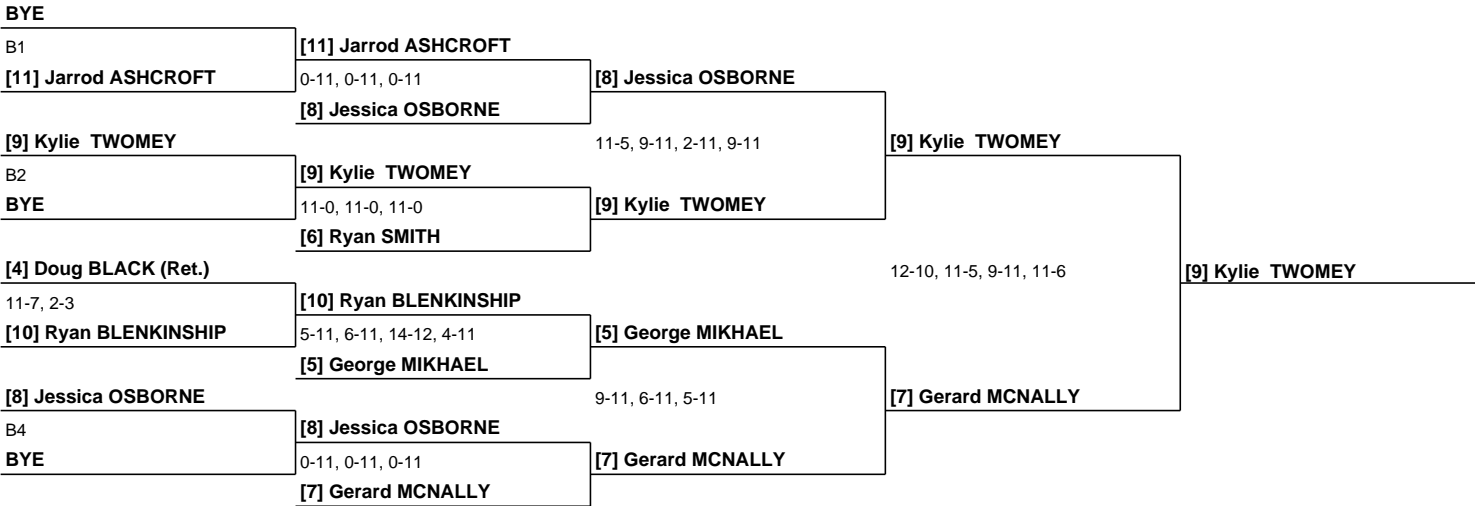 BYE
B1
[11] Jarrod ASHCROFT
[9] Kylie  TWOMEY
B2
BYE
[4] Doug BLACK (Ret.)
11-7, 2-3
[10] Ryan BLENKINSHIP
[8] Jessica OSBORNE
B4
BYE
[11] Jarrod ASHCROFT
0-11, 0-11, 0-11
[8] Jessica OSBORNE
[9] Kylie  TWOMEY
11-0, 11-0, 11-0
[6] Ryan SMITH
[10] Ryan BLENKINSHIP
5-11, 6-11, 14-12, 4-11
[5] George MIKHAEL
[8] Jessica OSBORNE
0-11, 0-11, 0-11
[7] Gerard MCNALLY
[8] Jessica OSBORNE
11-5, 9-11, 2-11, 9-11
[9] Kylie  TWOMEY
[5] George MIKHAEL
9-11, 6-11, 5-11
[7] Gerard MCNALLY
[9] Kylie  TWOMEY
12-10, 11-5, 9-11, 11-6
[7] Gerard MCNALLY
[9] Kylie  TWOMEY